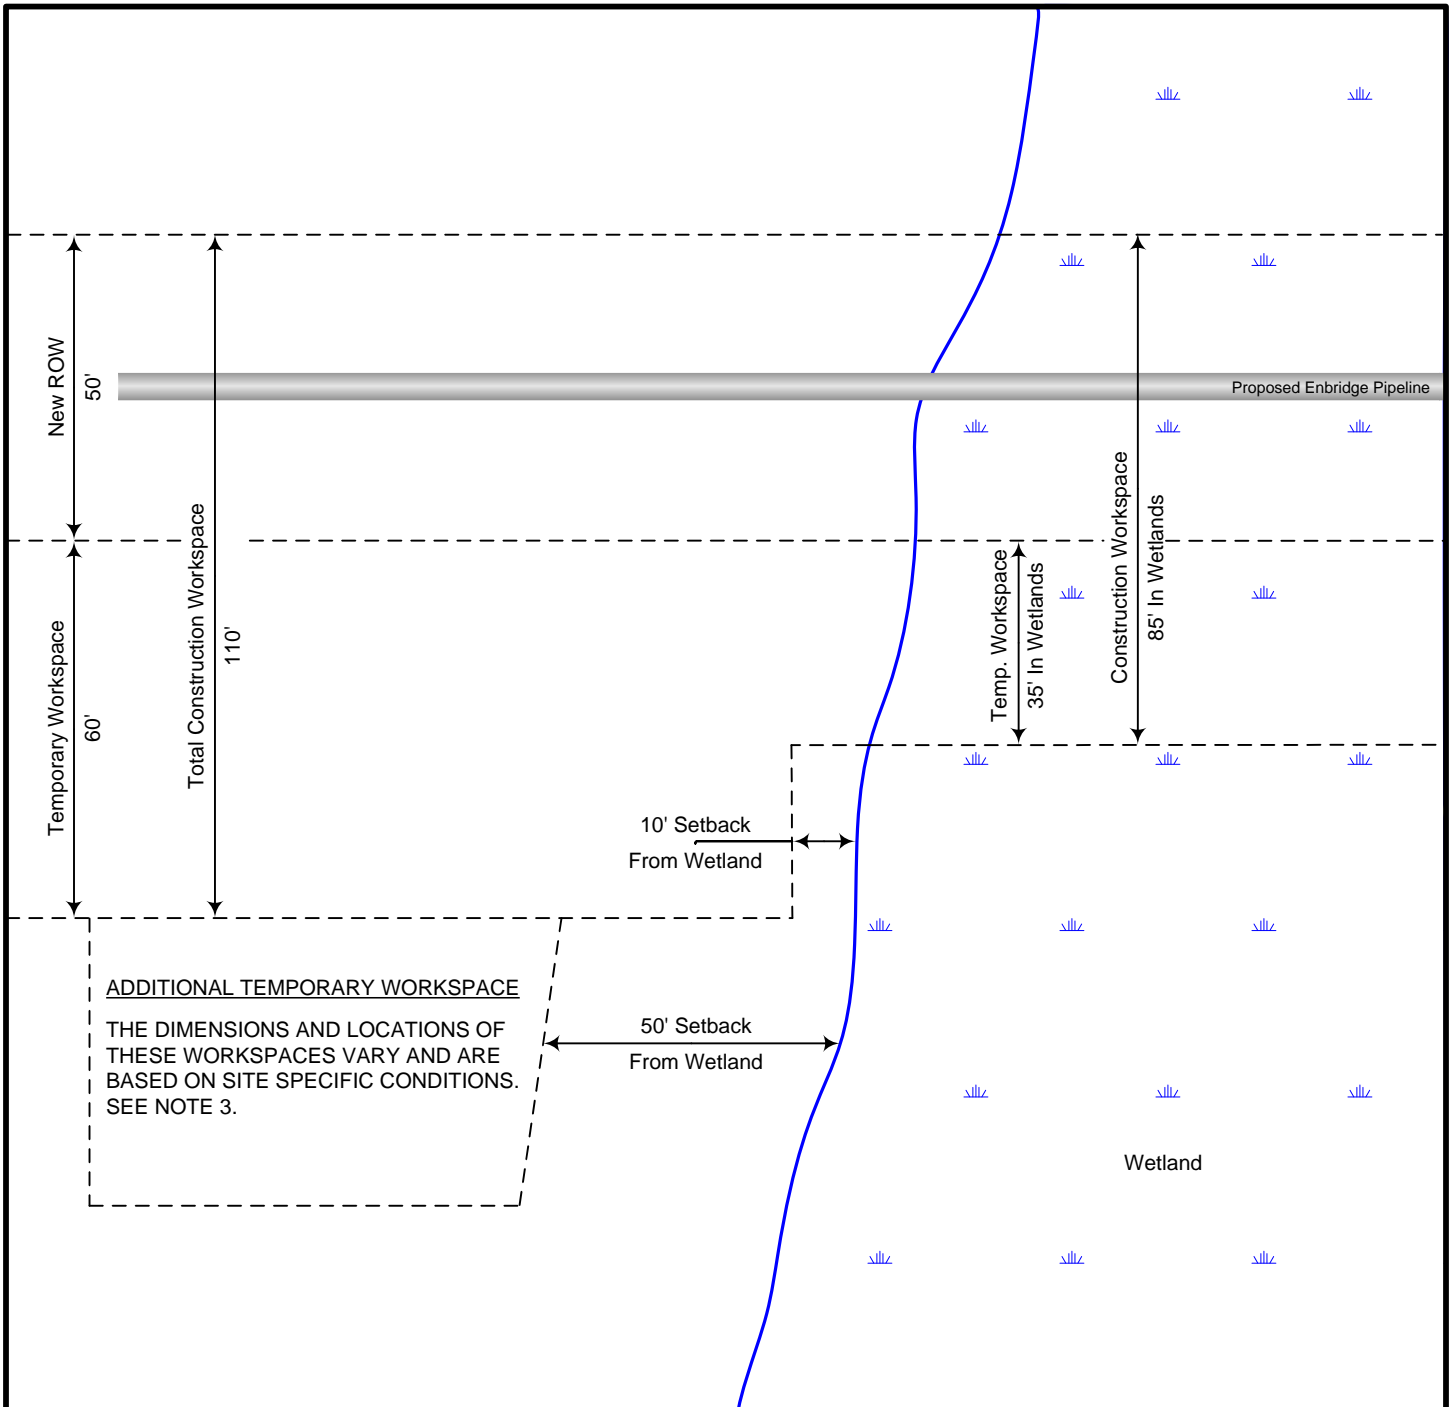 New ROW
50'
Proposed Enbridge Pipeline
Total Construction Workspace
110'
Construction Workspace
85' In Wetlands
Temp. Workspace
35' In Wetlands
Temporary Workspace
60'
10' Setback
From Wetland
ADDITIONAL TEMPORARY WORKSPACE
THE DIMENSIONS AND LOCATIONS OF
THESE WORKSPACES VARY AND ARE
BASED ON SITE SPECIFIC CONDITIONS.
SEE NOTE 3.
50' Setback
From Wetland
Wetland